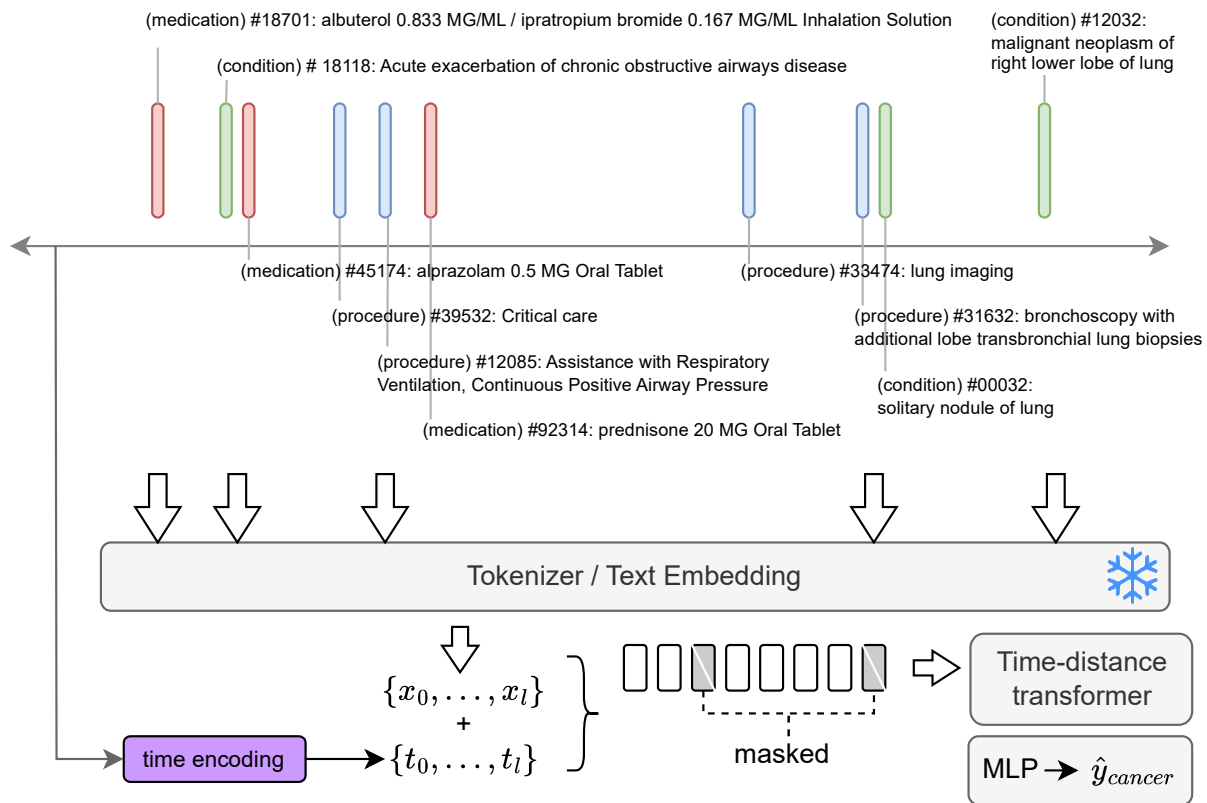 (medication) #18701: albuterol 0.833 MG/ML / ipratropium bromide 0.167 MG/ML Inhalation Solution
(condition) #12032:
malignant neoplasm of
right lower lobe of lung
(condition) # 18118: Acute exacerbation of chronic obstructive airways disease
(medication) #45174: alprazolam 0.5 MG Oral Tablet
(procedure) #33474: lung imaging
(procedure) #39532: Critical care
(procedure) #31632: bronchoscopy with
additional lobe transbronchial lung biopsies
(procedure) #12085: Assistance with Respiratory
Ventilation, Continuous Positive Airway Pressure
(condition) #00032:
solitary nodule of lung
(medication) #92314: prednisone 20 MG Oral Tablet
Tokenizer / Text Embedding
{x_0, . . . , x_l}
+
{t_0, . . . , t_l}
time encoding
masked
Time-distance
transformer
MLP → ŷ_cancer